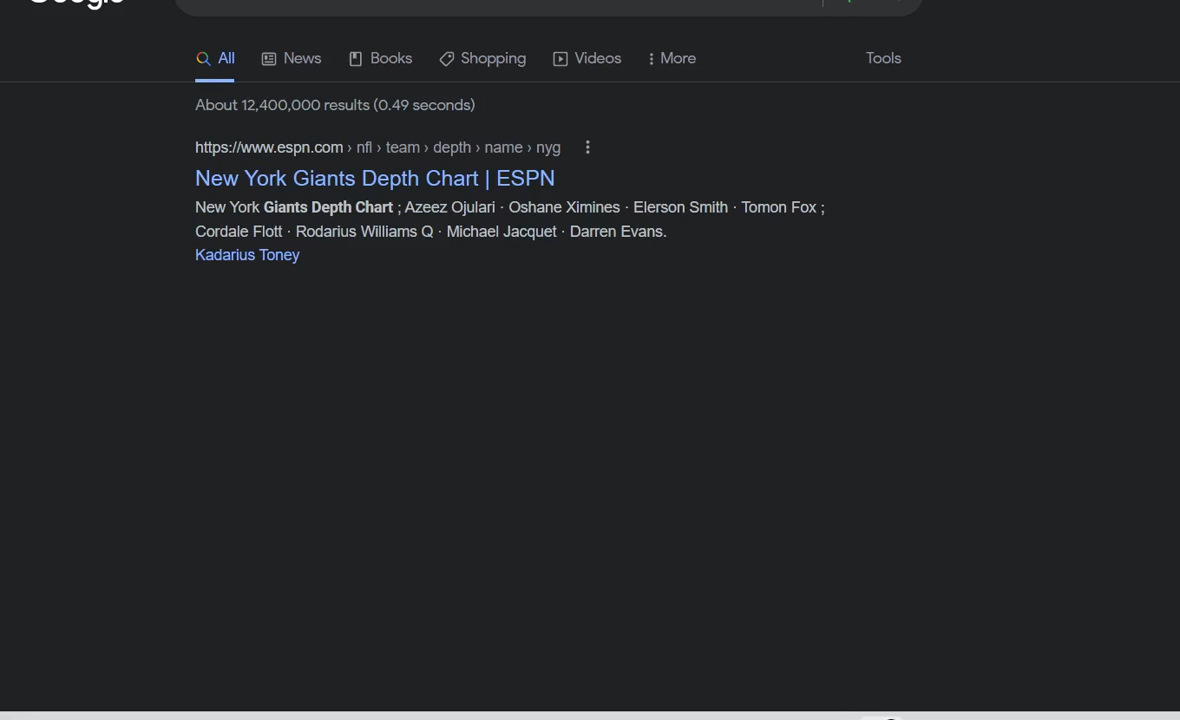 All News Books Shopping Videos More Tools
About 12,400,000 results (0.49 seconds)
https://www.espn.com › nfl › team › depth › name › nyg
New York Giants Depth Chart | ESPN
New York Giants Depth Chart ; Azeez Ojulari · Oshane Ximines · Elerson Smith · Tomon Fox ;
Cordale Flott · Rodarius Williams Q · Michael Jacquet · Darren Evans.
Kadarius Toney